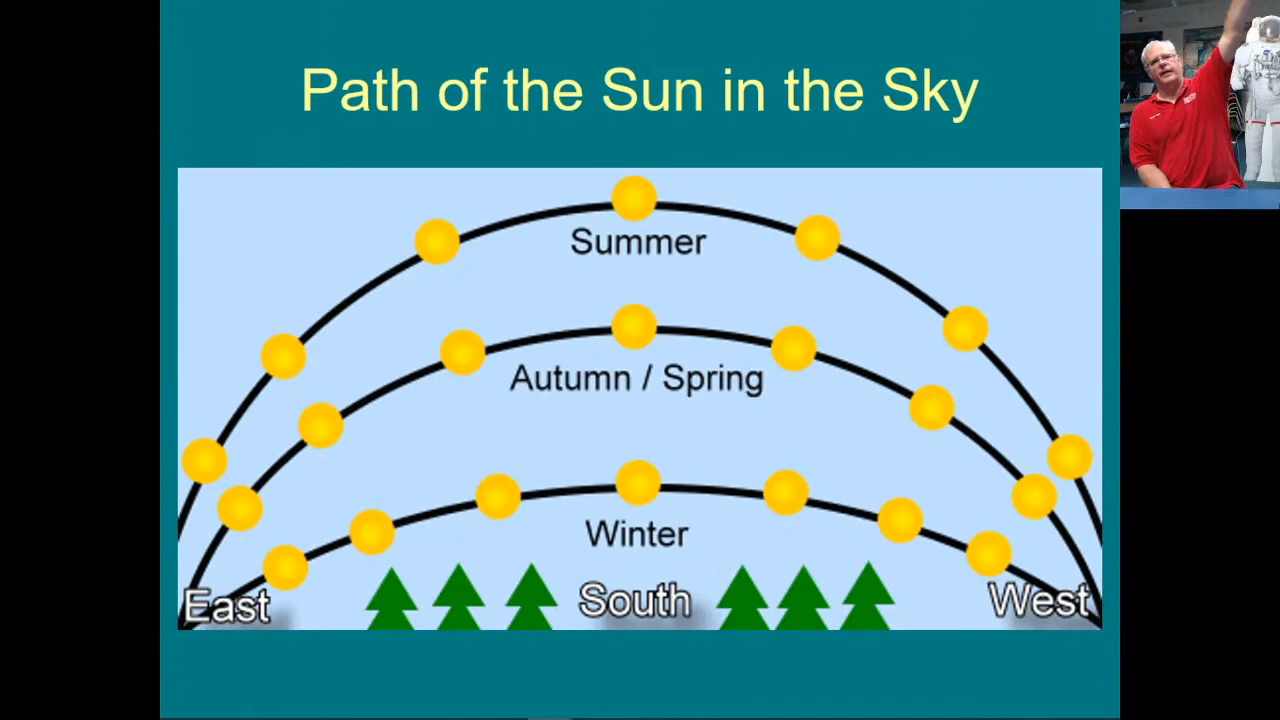 Path of the Sun in the Sky
Summer
Autumn / Spring
Winter
East
South
West